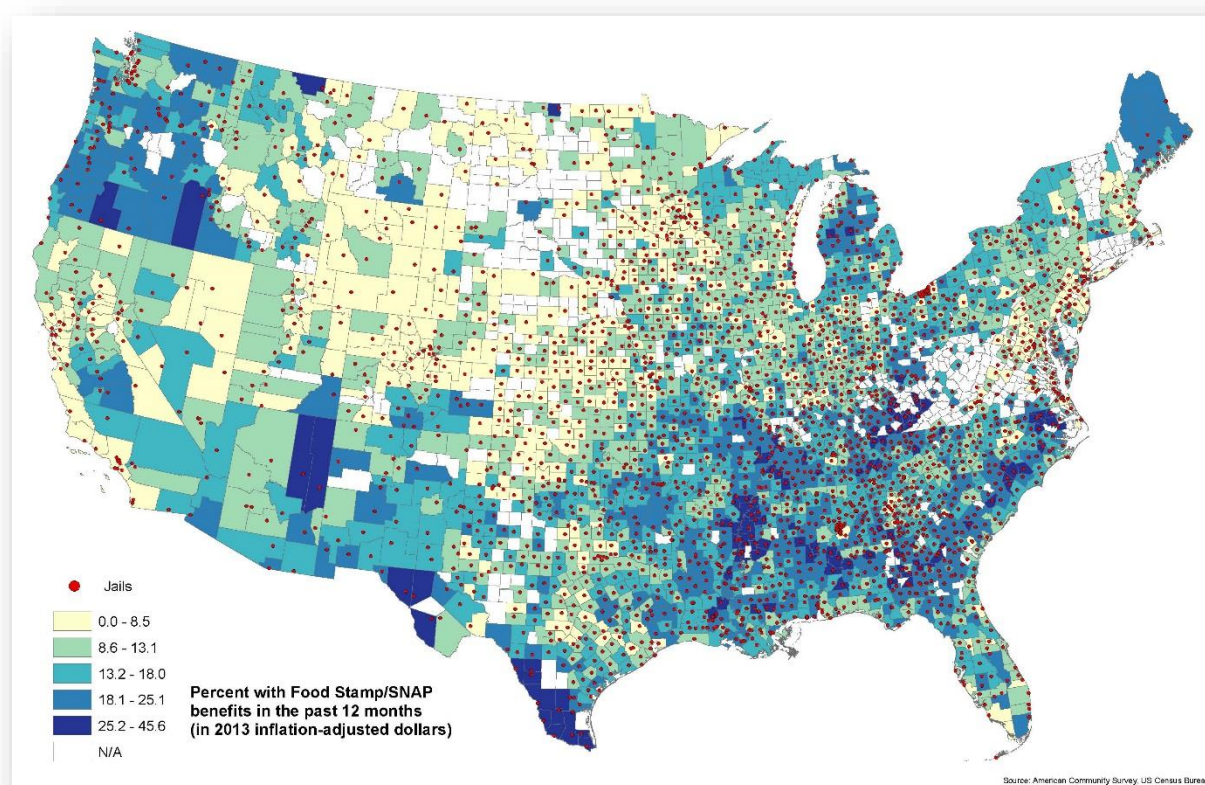 Jails
0.0 - 8.5
8.6 - 13.1
13.2 - 18.0
18.1 - 25.1
25.2 - 45.6
N/A
Percent with Food Stamp/SNAP
benefits in the past 12 months
(in 2013 inflation-adjusted dollars)
Source: American Community Survey, US Census Burea